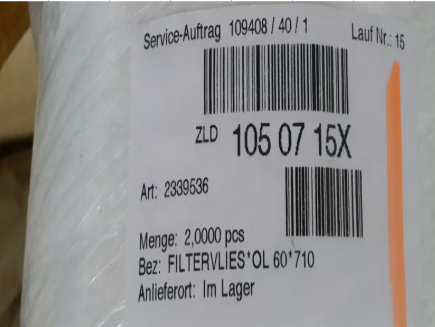 Service-Auftrag 109408 / 40 / 1 Lauf Nr.: 15
ZLD 105 07 15X
Art: 2339536
Menge: 2,0000 pcs
Bez: FILTERVLIES*OL 60*710
Anlieferort: Im Lager